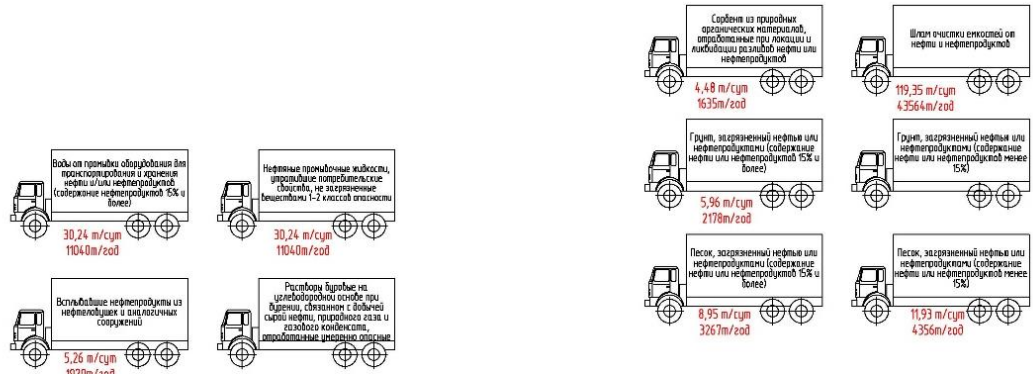 Воды от промывки оборудования для
транспортирования и хранения
нефти и/или нефтепродуктов
(содержание нефтепродуктов 15% и
более)
30,24 т/сут
11040т/год
Нефтяные промывочные жидкости,
утратившие потребительские
свойства, не загрязненные
веществами 1-2 классов опасности
30,24 т/сут
11040т/год
Всплывшие нефтепродукты из
нефтеловушек и аналогичных
сооружений
5,26 т/сут
1920т/год
Растворы буровые на
углеводородной основе при
бурении, связанном с добычей
сырой нефти, природного газа и
газового конденсата,
отработанные умеренно опасные
Сорбент из природных
органических материалов,
отработанные при локации и
ликвидации разливов нефти или
нефтепродуктов
4,48 т/сут
1635т/год
Шлам очистки емкостей от
нефти и нефтепродуктов
119,35 т/сут
43564т/год
Грунт, загрязненный нефтью или
нефтепродуктами (содержание
нефти или нефтепродуктов 15% и
более)
5,96 т/сут
2178т/год
Грунт, загрязненный нефтью или
нефтепродуктами (содержание
нефти или нефтепродуктов менее
15%)
Песок, загрязненный нефтью или
нефтепродуктами (содержание
нефти или нефтепродуктов 15% и
более)
8,95 т/сут
3267т/год
Песок, загрязненный нефтью или
нефтепродуктами (содержание
нефти или нефтепродуктов менее
15%)
11,93 т/сут
4356т/год